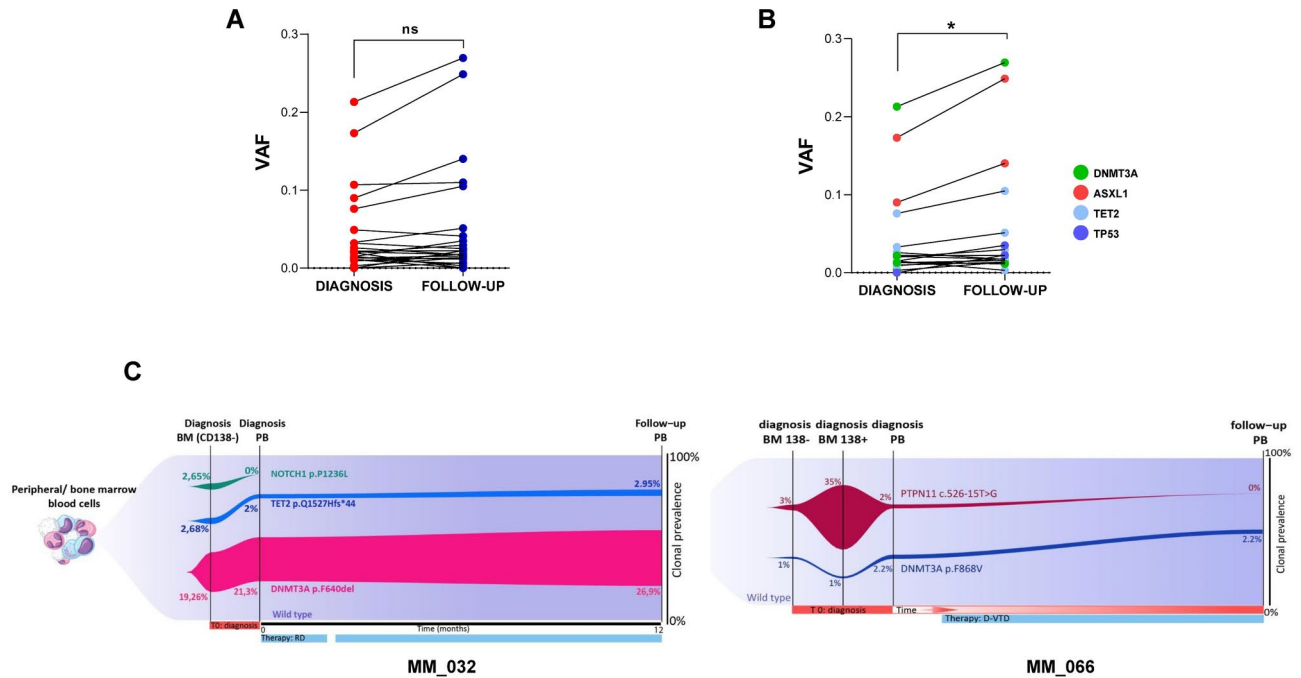 A
ns
0.3
0.2
0.1
0.0
VAF
DIAGNOSIS
FOLLOW-UP
B
*
0.3
0.2
0.1
0.0
VAF
DIAGNOSIS
FOLLOW-UP
DNMT3A
ASXL1
TET2
TP53
C
Diagnosis
BM (CD138-)
Diagnosis
PB
Follow-up
PB
100%
Peripheral/ bone marrow
blood cells
2,65%
0%
NOTCH1 p.P1236L
2.95%
TET2 p.Q1527Hfs*44
2%
2,68%
Clonal prevalence
DNMT3A p.F640del
19,26%
21,3%
26,9%
Wild type
0%
T0: diagnosis
0
Time (months)
12
Therapy: RD
MM_032
diagnosis
BM 138-
diagnosis
BM 138+
diagnosis
PB
follow-up
PB
100%
3%
35%
2%
PTPN11 c.526-15T>G
0%
2.2%
Clonal prevalence
1%
1%
2.2%
DNMT3A p.F868V
Wild type
0%
T 0: diagnosis
Time
Therapy: D-VTD
MM_066